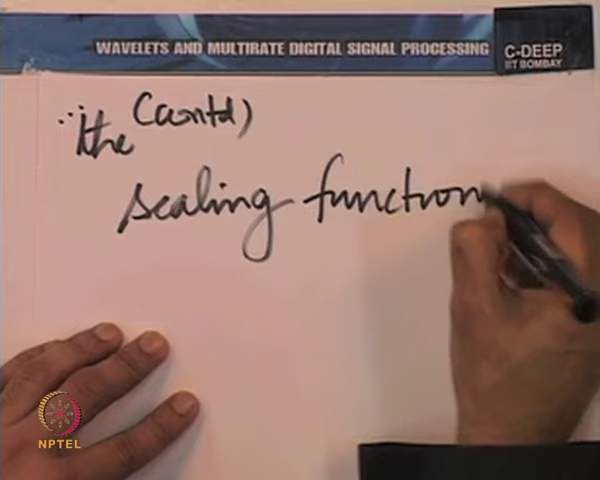 WAVELETS AND MULTIRATE DIGITAL SIGNAL PROCESSING
C-DEEP
IIT BOMBAY
(contd)
the
scaling function
NPTEL